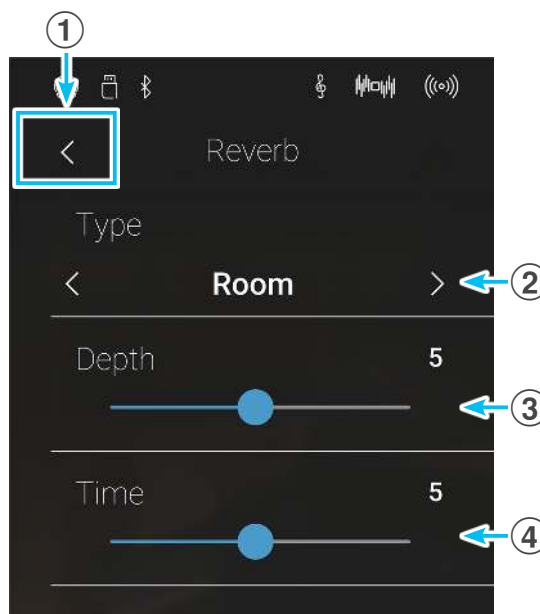 ①
< Reverb
Type
< Room > ②
Depth 5
③
Time 5
④